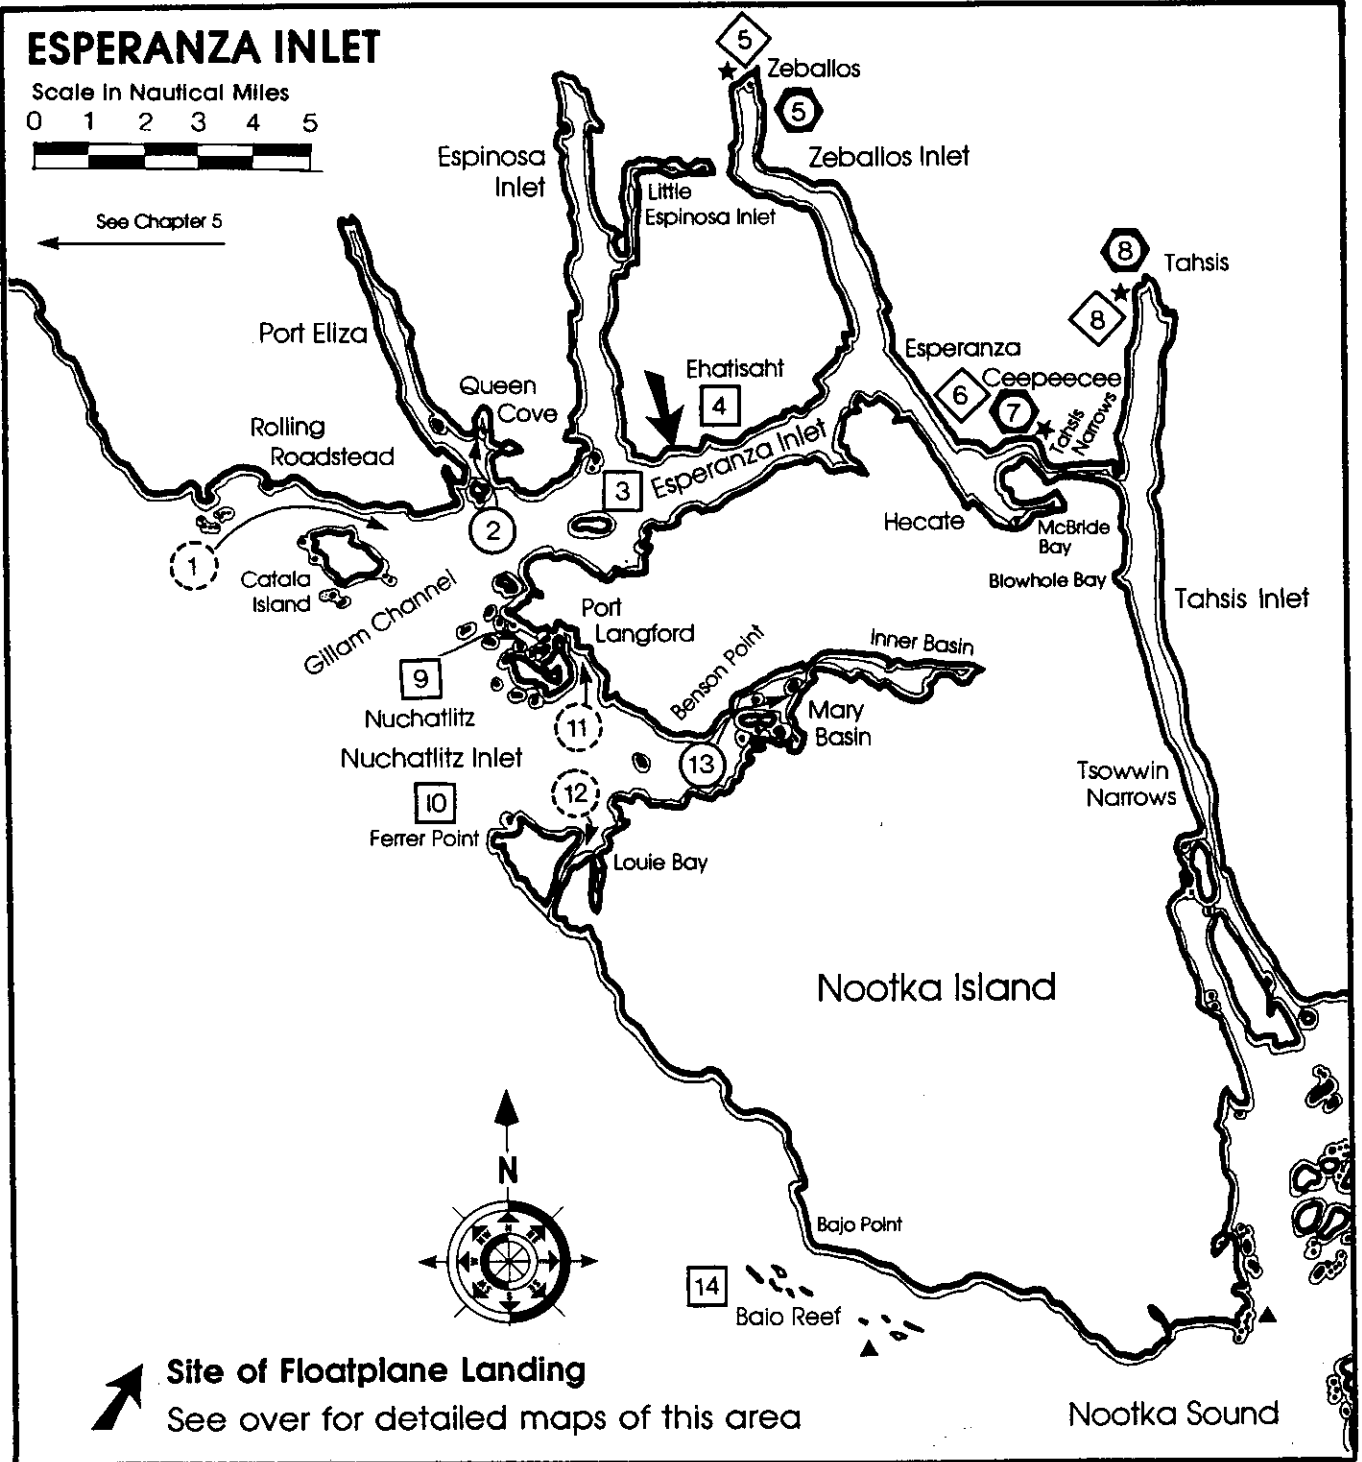 ESPERANZA INLET
Scale in Nautical Miles
0 1 2 3 4 5
See Chapter 5
5
Zeballos
5
Zeballos Inlet
Espinosa
Inlet
Little
Espinosa Inlet
8
Tahsis
8
Port Eliza
Queen
Cove
Rolling
Roadstead
Ehatisaht
4
Esperanza
6
Ceepeecee
7
Tahsis
Narrows
Esperanza Inlet
3
2
1
Catala
Island
Gillam Channel
Hecate
McBride
Bay
Blowhole Bay
Tahsis Inlet
Port
Langford
9
Nuchatlitz
Benson Point
Inner Basin
Mary
Basin
11
Nuchatlitz Inlet
13
12
10
Ferrer Point
Louie Bay
Tsowwin
Narrows
Nootka Island
N
N
NE
E
SE
S
SW
W
NW
Bajo Point
14
Baio Reef
Site of Floatplane Landing
See over for detailed maps of this area
Nootka Sound